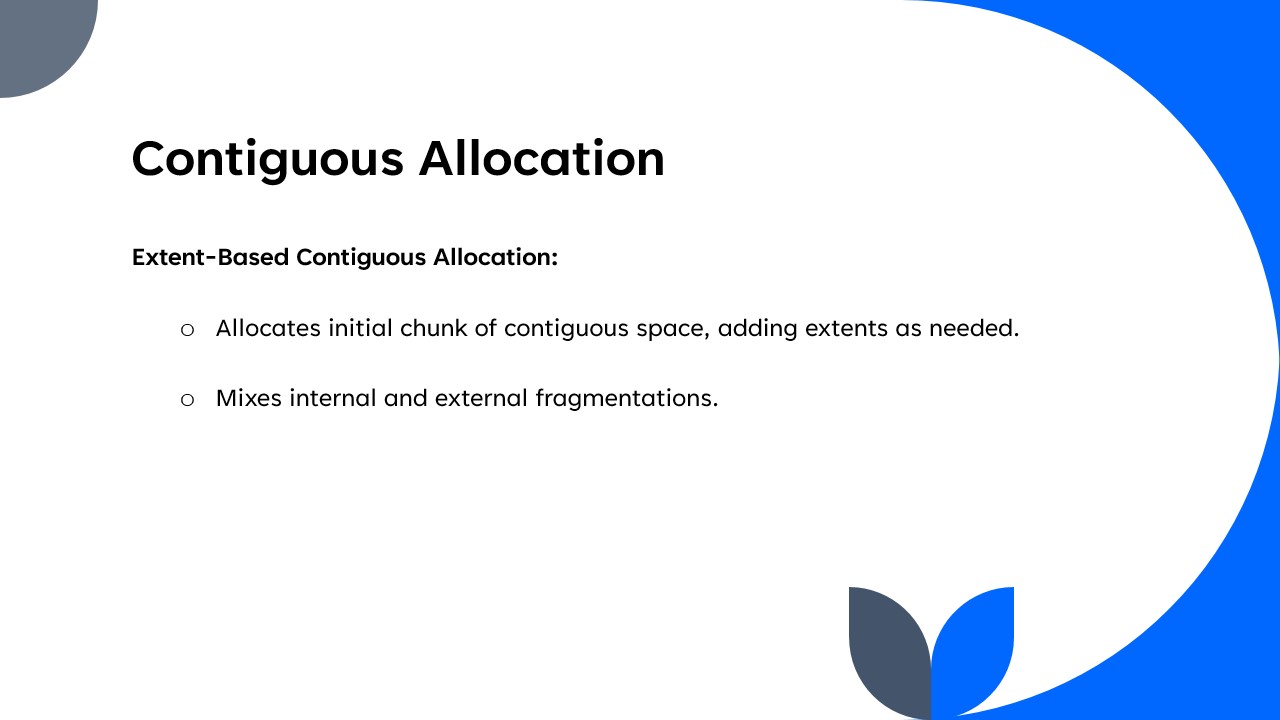 Contiguous Allocation
Extent-Based Contiguous Allocation:
○ Allocates initial chunk of contiguous space, adding extents as needed.
○ Mixes internal and external fragmentations.